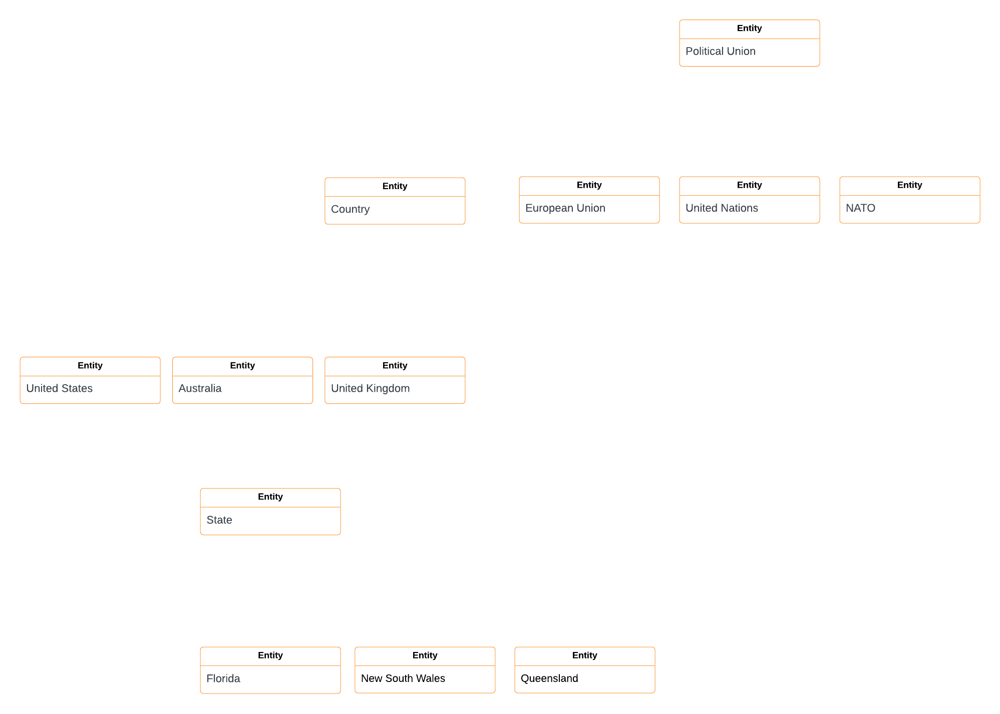 Entity
Political Union
Entity
Country
Entity
European Union
Entity
United Nations
Entity
NATO
Entity
United States
Entity
Australia
Entity
United Kingdom
Entity
State
Entity
Florida
Entity
New South Wales
Entity
Queensland